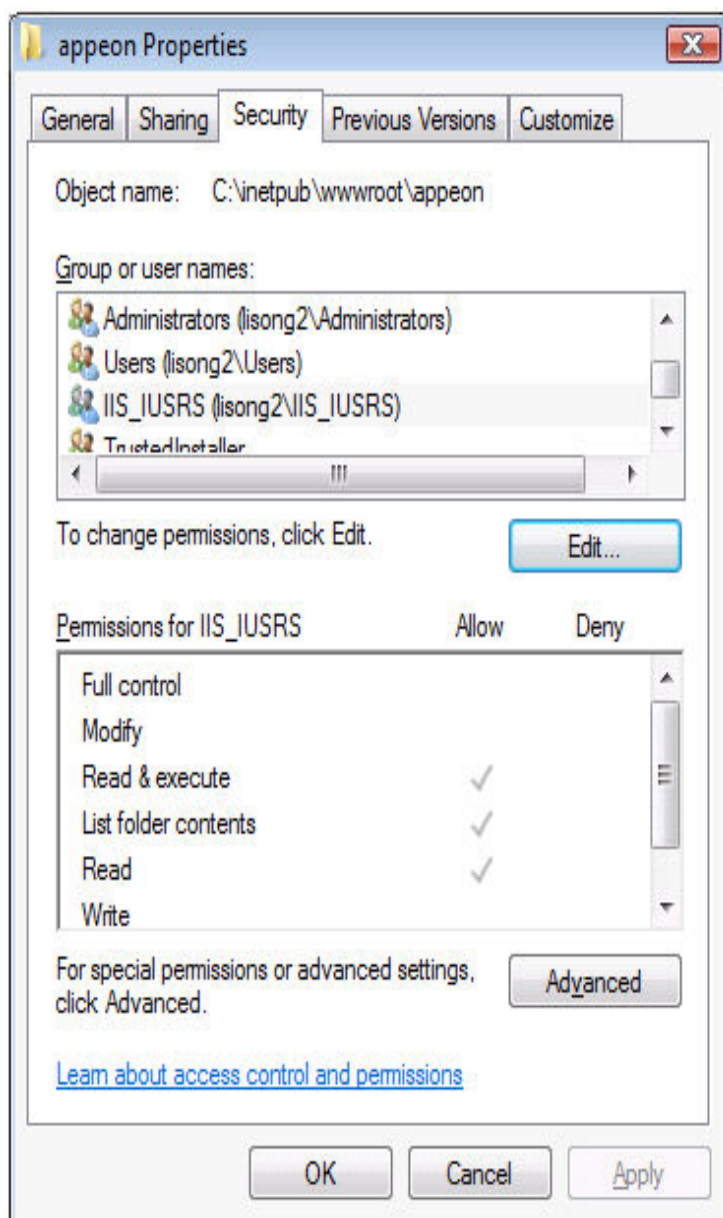 appeon Properties
General Sharing Security Previous Versions Customize
Object name: C:\inetpub\wwwroot\appeon
Group or user names:
Administrators (lisong2\Administrators)
Users (lisong2\Users)
IIS_IUSRS (lisong2\IIS_IUSRS)
TrustedInstaller
To change permissions, click Edit.
Edit...
Permissions for IIS_IUSRS Allow Deny
Full control
Modify
Read & execute
List folder contents
Read
Write
For special permissions or advanced settings,
click Advanced.
Advanced
Learn about access control and permissions
OK Cancel Apply